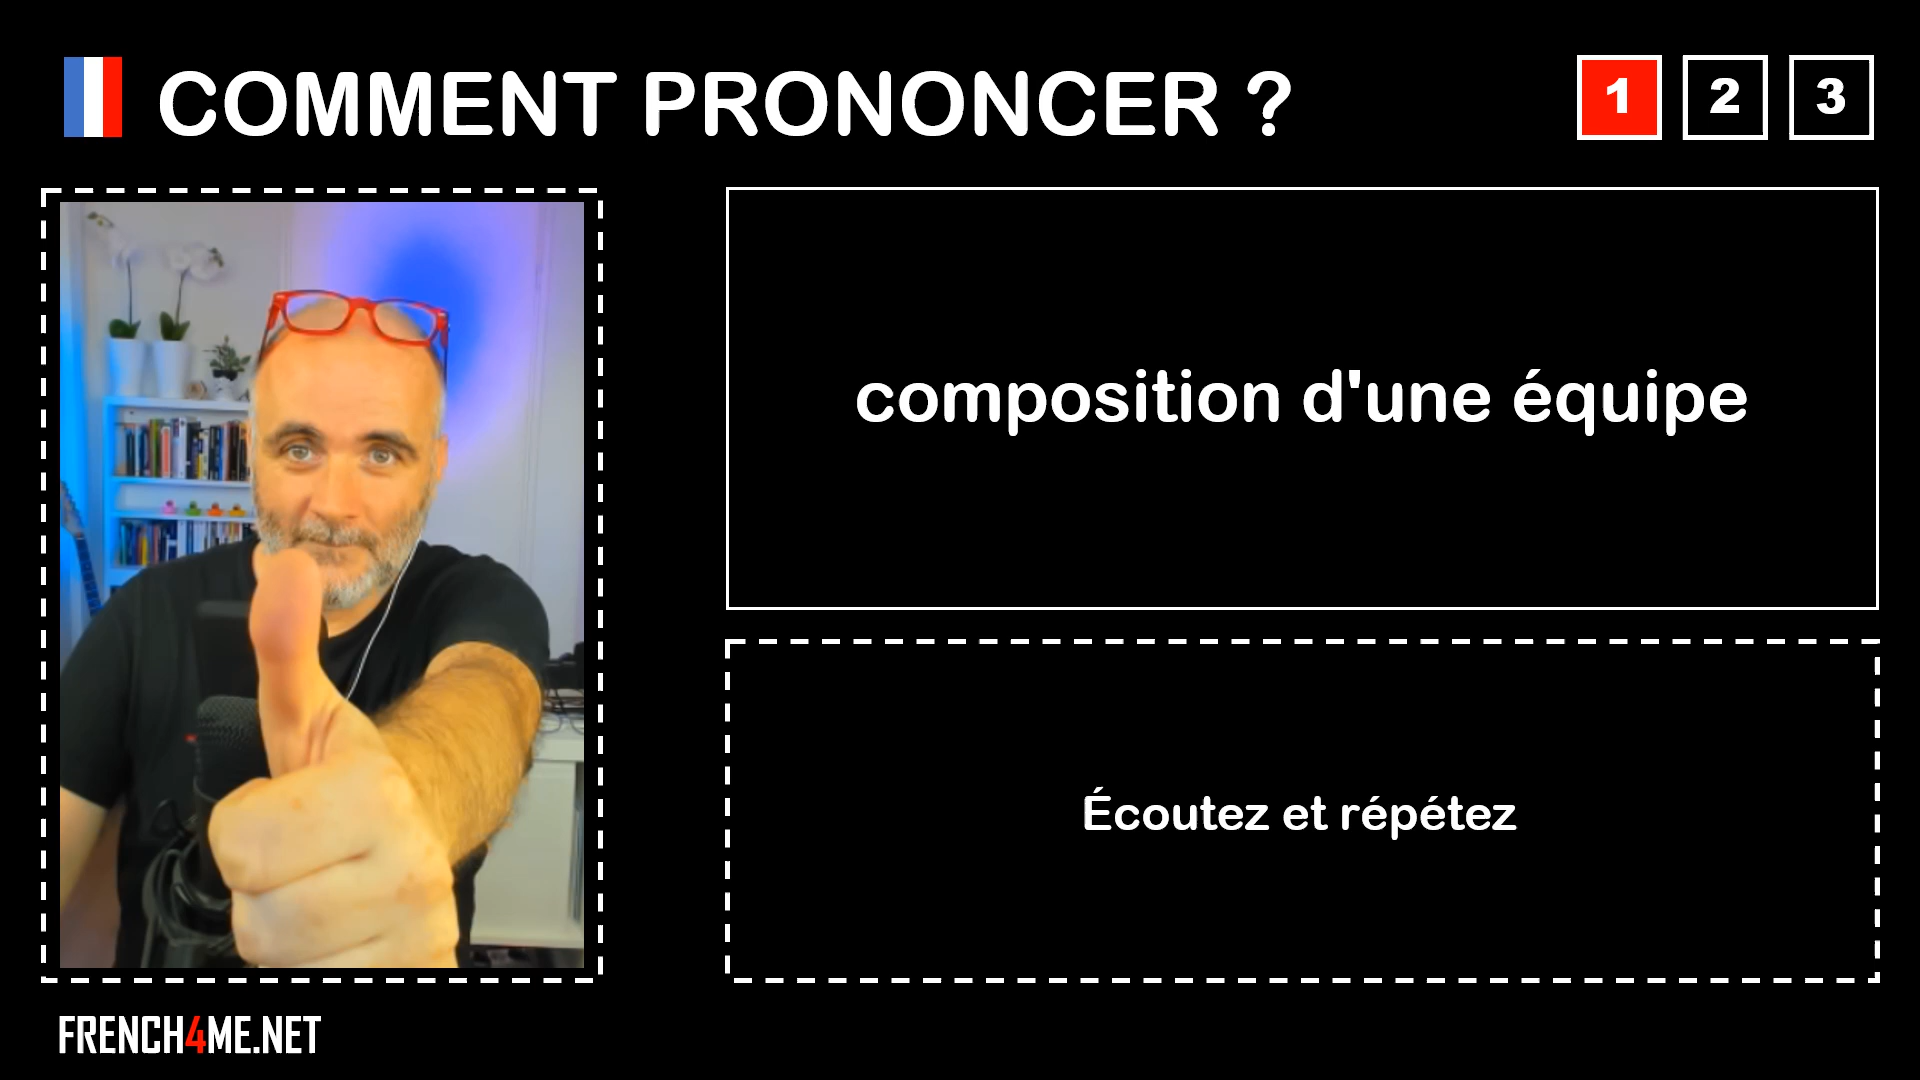 COMMENT PRONONCER ?
1 2 3
composition d'une équipe
Écoutez et répétez
FRENCH4ME.NET